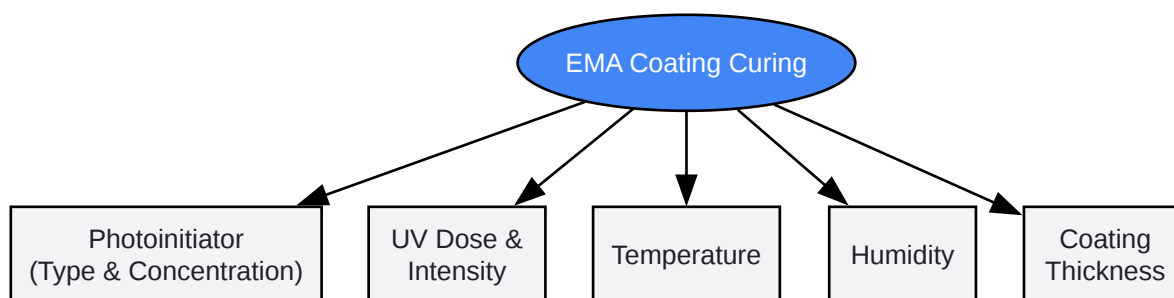 EMA Coating Curing
Photoinitiator
(Type & Concentration)
UV Dose &
Intensity
Temperature
Humidity
Coating
Thickness